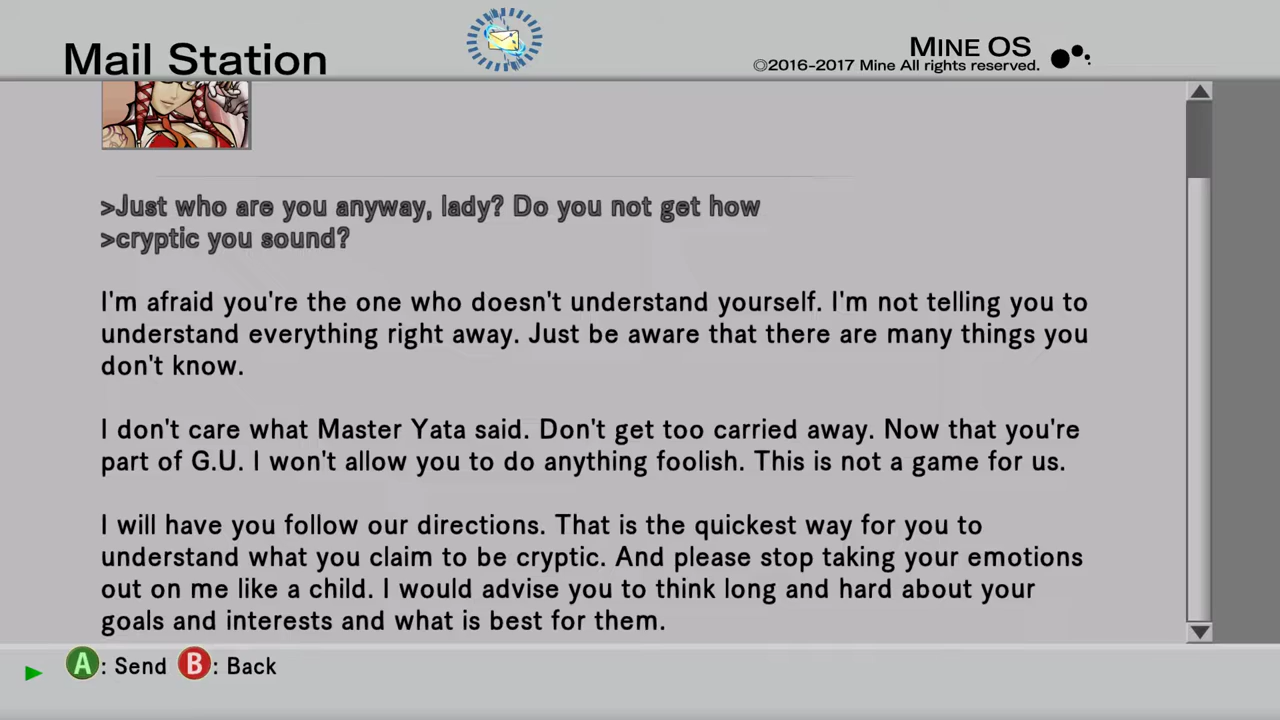 Mail Station
MINE OS
©2016-2017 Mine All rights reserved.
>Just who are you anyway, lady? Do you not get how
>cryptic you sound?
I'm afraid you're the one who doesn't understand yourself. I'm not telling you to
understand everything right away. Just be aware that there are many things you
don't know.
I don't care what Master Yata said. Don't get too carried away. Now that you're
part of G.U. I won't allow you to do anything foolish. This is not a game for us.
I will have you follow our directions. That is the quickest way for you to
understand what you claim to be cryptic. And please stop taking your emotions
out on me like a child. I would advise you to think long and hard about your
goals and interests and what is best for them.
A: Send B: Back